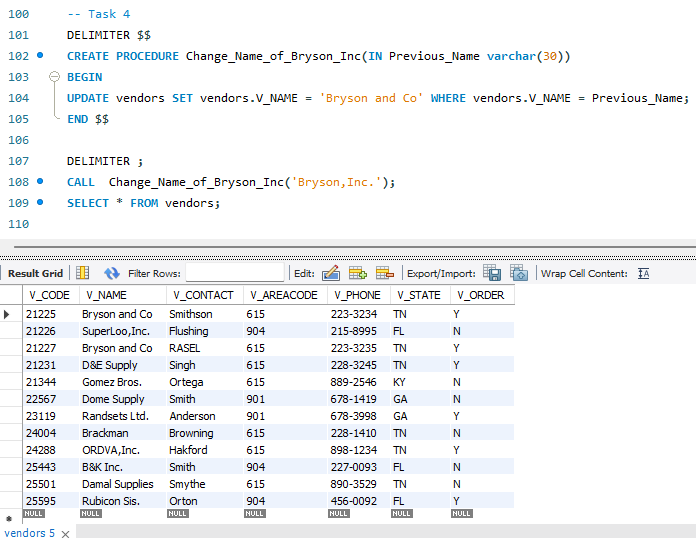 100 -- Task 4
101 DELIMITER $$
102 CREATE PROCEDURE Change_Name_of_Bryson_Inc(IN Previous_Name varchar(30))
103 BEGIN
104 UPDATE vendors SET vendors.V_NAME = 'Bryson and Co' WHERE vendors.V_NAME = Previous_Name;
105 END $$
106
107 DELIMITER ;
108 CALL  Change_Name_of_Bryson_Inc('Bryson,Inc.');
109 SELECT * FROM vendors;
110
Result Grid Filter Rows: Edit: Export/Import: Wrap Cell Content: IA
V_CODE V_NAME V_CONTACT V_AREACODE V_PHONE V_STATE V_ORDER
21225 Bryson and Co Smithson 615 223-3234 TN Y
21226 SuperLoo,Inc. Flushing 904 215-8995 FL N
21227 Bryson and Co RASEL 615 223-3235 TN Y
21231 D&E Supply Singh 615 228-3245 TN Y
21344 Gomez Bros. Ortega 615 889-2546 KY N
22567 Dome Supply Smith 901 678-1419 GA N
23119 Randsets Ltd. Anderson 901 678-3998 GA Y
24004 Brackman Browning 615 228-1410 TN N
24288 ORDVA,Inc. Hakford 615 898-1234 TN Y
25443 B&K Inc. Smith 904 227-0093 FL N
25501 Damal Supplies Smythe 615 890-3529 TN N
25595 Rubicon Sis. Orton 904 456-0092 FL Y
NULL NULL NULL NULL NULL NULL NULL
vendors 5 ×